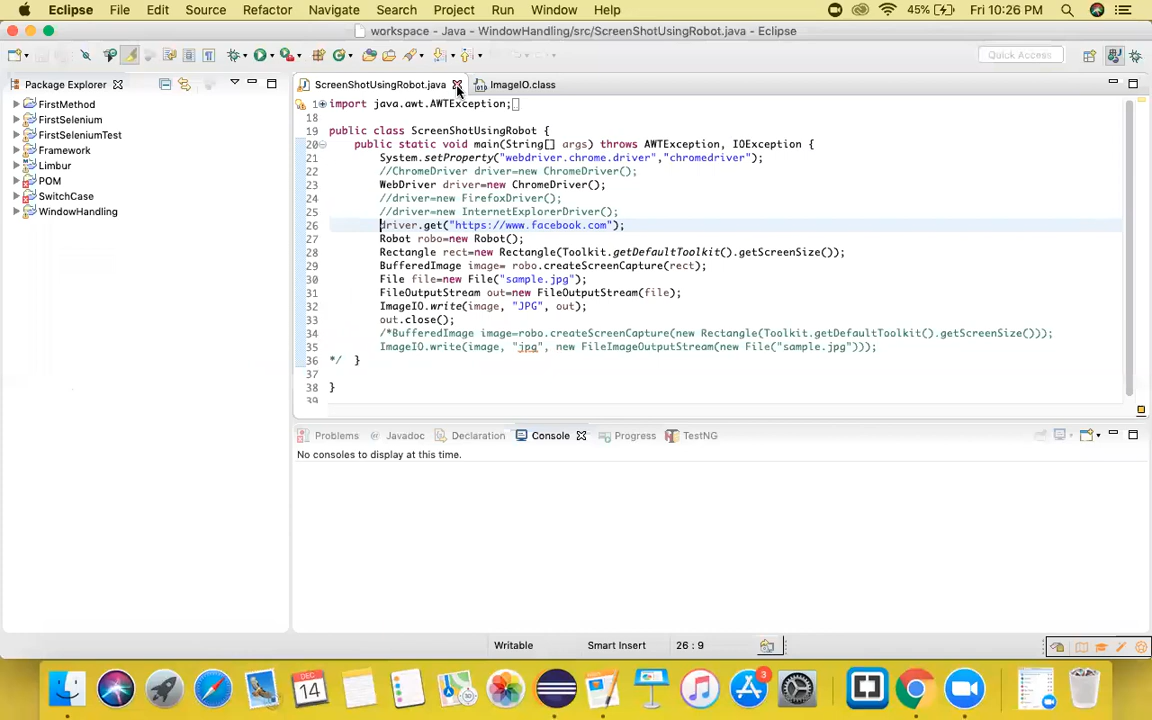 Eclipse File Edit Source Refactor Navigate Search Project Run Window Help 45% Fri 10:26 PM
workspace - Java - WindowHandling/src/ScreenShotUsingRobot.java - Eclipse
Quick Access
Package Explorer
FirstMethod
FirstSelenium
FirstSeleniumTest
Framework
Limbur
POM
SwitchCase
WindowHandling
ScreenShotUsingRobot.java ImageIO.class
1 import java.awt.AWTException;
18
19 public class ScreenShotUsingRobot {
20 public static void main(String[] args) throws AWTException, IOException {
21 System.setProperty("webdriver.chrome.driver","chromedriver");
22 //ChromeDriver driver=new ChromeDriver();
23 WebDriver driver=new ChromeDriver();
24 //driver=new FirefoxDriver();
25 //driver=new InternetExplorerDriver();
26 driver.get("https://www.facebook.com");
27 Robot robo=new Robot();
28 Rectangle rect=new Rectangle(Toolkit.getDefaultToolkit().getScreenSize());
29 BufferedImage image= robo.createScreenCapture(rect);
30 File file=new File("sample.jpg");
31 FileOutputStream out=new FileOutputStream(file);
32 ImageIO.write(image, "JPG", out);
33 out.close();
34 /*BufferedImage image=robo.createScreenCapture(new Rectangle(Toolkit.getDefaultToolkit().getScreenSize()));
35 ImageIO.write(image, "jpg", new FileImageOutputStream(new File("sample.jpg")));
36 */ }
37
38 }
39
Problems Javadoc Declaration Console Progress TestNG
No consoles to display at this time.
Writable Smart Insert 26 : 9
DEC
14
3